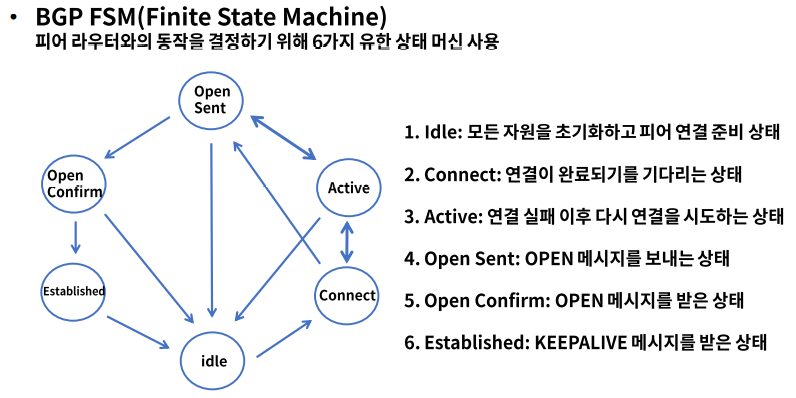 • BGP FSM(Finite State Machine)
피어 라우터와의 동작을 결정하기 위해 6가지 유한 상태 머신 사용
Open
Sent
Open
Confirm
Active
Established
Connect
idle
1. Idle: 모든 자원을 초기화하고 피어 연결 준비 상태
2. Connect: 연결이 완료되기를 기다리는 상태
3. Active: 연결 실패 이후 다시 연결을 시도하는 상태
4. Open Sent: OPEN 메시지를 보내는 상태
5. Open Confirm: OPEN 메시지를 받은 상태
6. Established: KEEPALIVE 메시지를 받은 상태